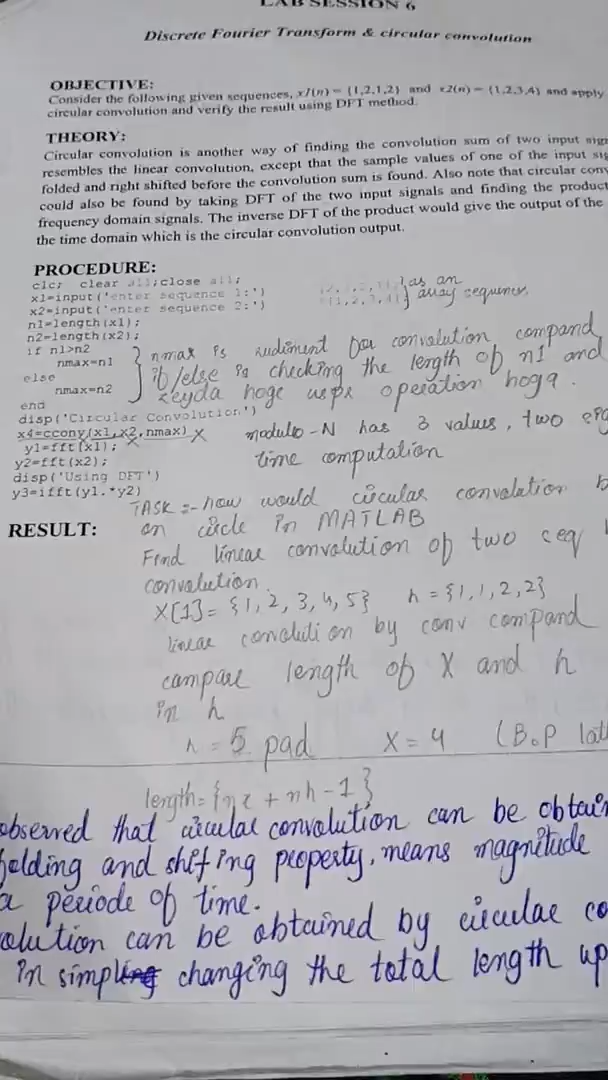 LAB SESSION 6
Discrete Fourier Transform & circular convolution
OBJECTIVE:
Consider the following given sequences, x1(n) = {1,2,1,2} and x2(n) = {1,2,3,4} and apply
circular convolution and verify the result using DFT method.
THEORY:
Circular convolution is another way of finding the convolution sum of two input
resembles the linear convolution, except that the sample values of one of the input
folded and right shifted before the convolution sum is found. Also note that circular
could also be found by taking DFT of the two input signals and finding the product
frequency domain signals. The inverse DFT of the product would give the output of the
the time domain which is the circular convolution output.
PROCEDURE:
clc; clear all;close all;
x1=input('enter sequence 1:') as an
x2=input('enter sequence 2:') {1,2,3,4} array sequence.
n1=length(x1);
n2=length(x2);
if n1>n2
nmax=n1
else
nmax=n2
end
nmax is rudiment for convolution compand
if/else is checking the length of n1 and
zeyda hoge uspe operation hoga.
disp('Circular Convolution')
x4=cconv(x1,x2,nmax) x modulo-N has 3 values, two
y1=fft(x1); time computation
y2=fft(x2);
disp('Using DFT')
y3=ifft(y1.*y2)
TASK :- how would circular convolution
RESULT: on circle in MATLAB
Find linear convolution of two seq
convolution.
X[1]= {1, 2, 3, 4, 5} h = {1, 1, 2, 2}
linear convolution by conv compand
campare length of X and h
in h
h = 5 pad X = 4
length= {nx + nh - 1}
observed that circular convolution can be
folding and shifting property, means magnitude
a periode of time.
can be obtained by circular
in simpling changing the total length up